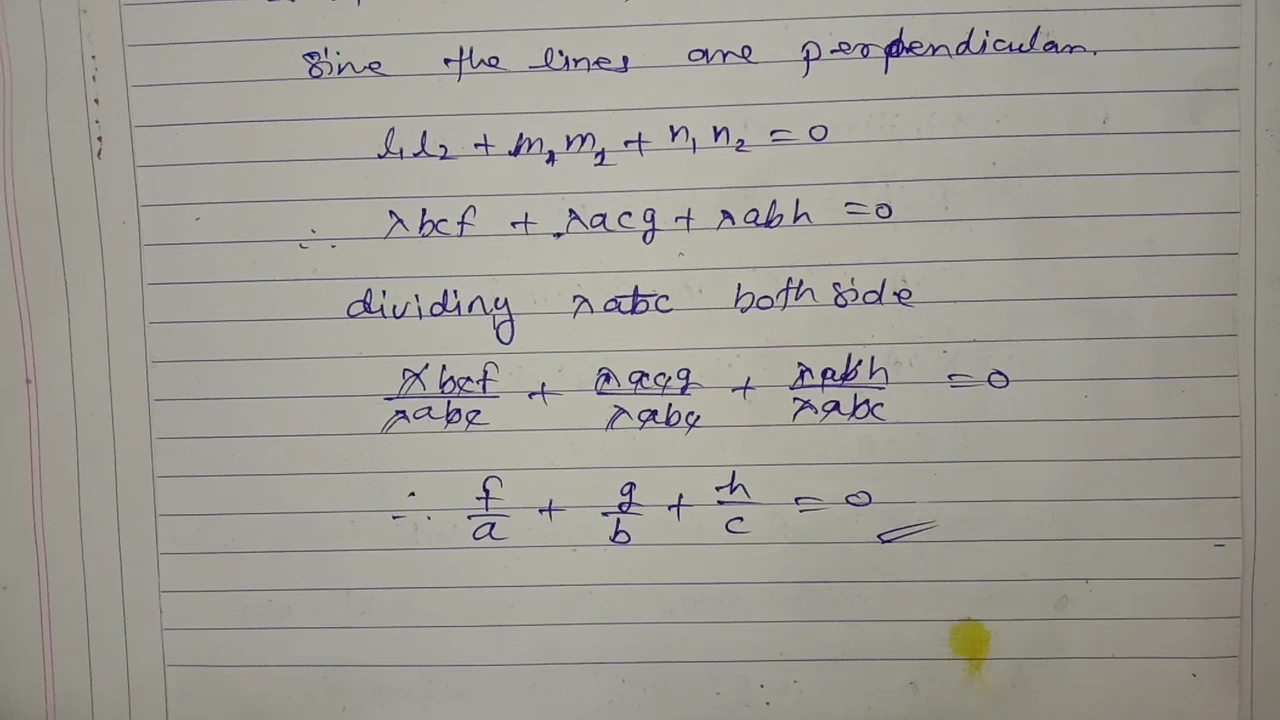 Sine the lines are perpendicular.
l₁l₂ + m₁m₂ + n₁n₂ = 0
∴ λbcf + λacg + λabh = 0
dividing λabc both side
λbcf/λabc + λacg/λabc + λabh/λabc = 0
∴ f/a + g/b + h/c = 0